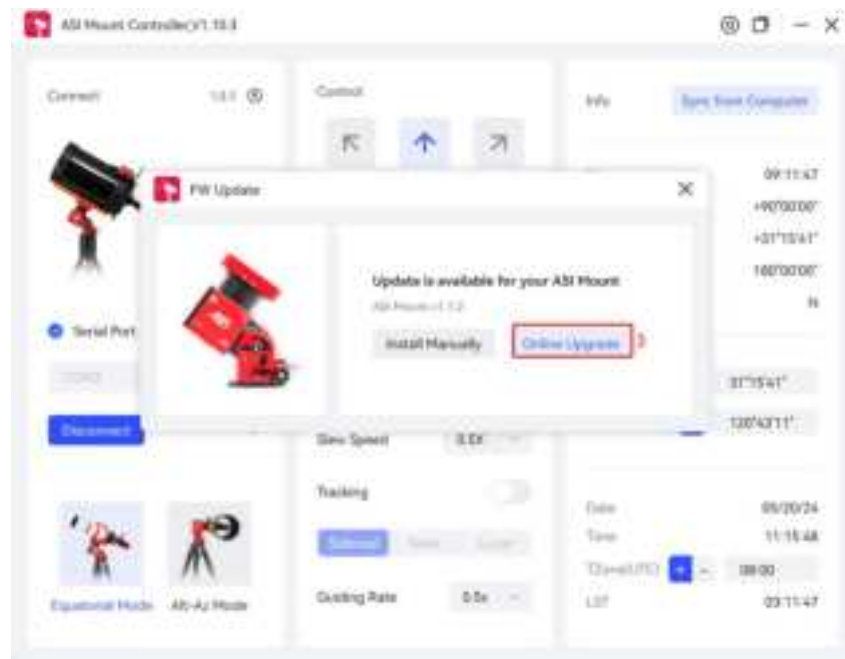 ASI Mount Controller(V1.10.3
Connect
Control
Info
Sync from Computer
09:11:47
+90°00'00"
+31°15'41"
180°00'00"
N
FW Update
Update is available for your ASI Mount
Install Manually
Online Upgrade
3
Serial Port
Disconnect
31°15'41"
120°43'11"
Slew Speed
Tracking
Guiding Rate
0.5x
Equatorial Mode
Alt-Az Mode
Date
09/20/24
Time
11:15:48
+
-
08:00
LST
03:11:47